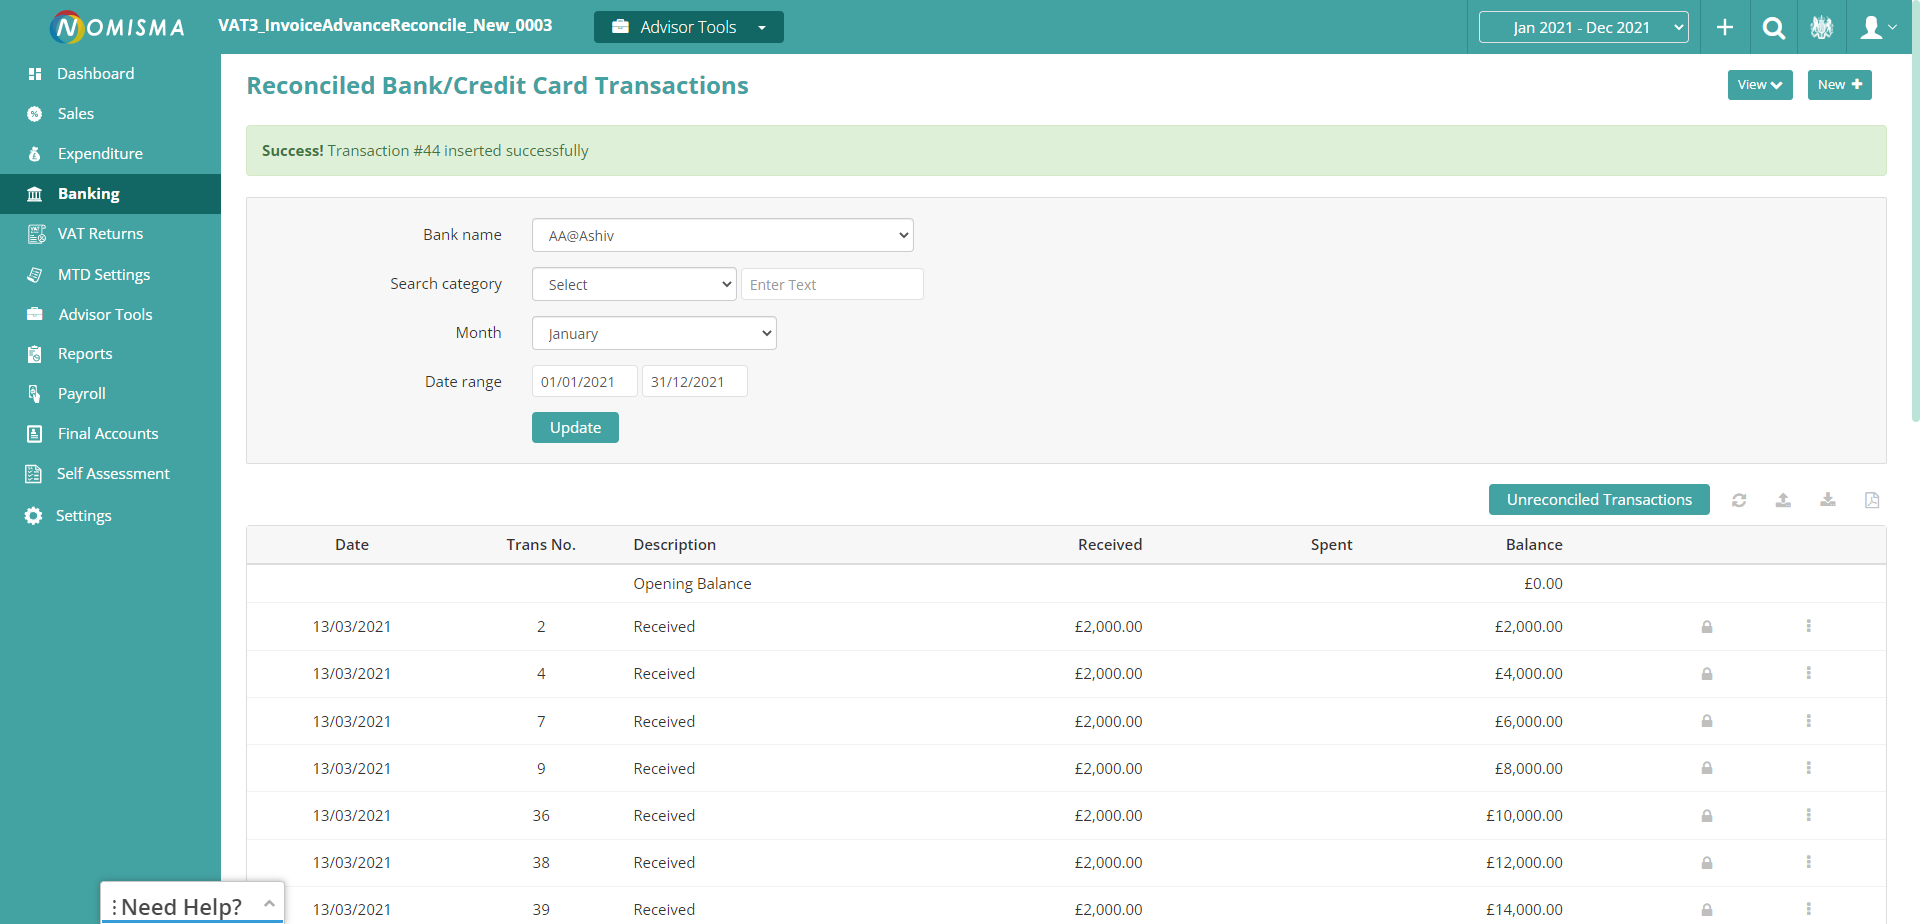 NOMISMA
VAT3_InvoiceAdvanceReconcile_New_0003
Advisor Tools
Jan 2021 - Dec 2021
Dashboard
Sales
Expenditure
Banking
VAT Returns
MTD Settings
Advisor Tools
Reports
Payroll
Final Accounts
Self Assessment
Settings
Reconciled Bank/Credit Card Transactions
View
New
Success! Transaction #44 inserted successfully
Bank name AA@Ashiv
Search category Select Enter Text
Month January
Date range 01/01/2021 31/12/2021
Update
Unreconciled Transactions
Date Trans No. Description Received Spent Balance
Opening Balance £0.00
13/03/2021 2 Received £2,000.00 £2,000.00
13/03/2021 4 Received £2,000.00 £4,000.00
13/03/2021 7 Received £2,000.00 £6,000.00
13/03/2021 9 Received £2,000.00 £8,000.00
13/03/2021 36 Received £2,000.00 £10,000.00
13/03/2021 38 Received £2,000.00 £12,000.00
13/03/2021 39 Received £2,000.00 £14,000.00
Need Help?